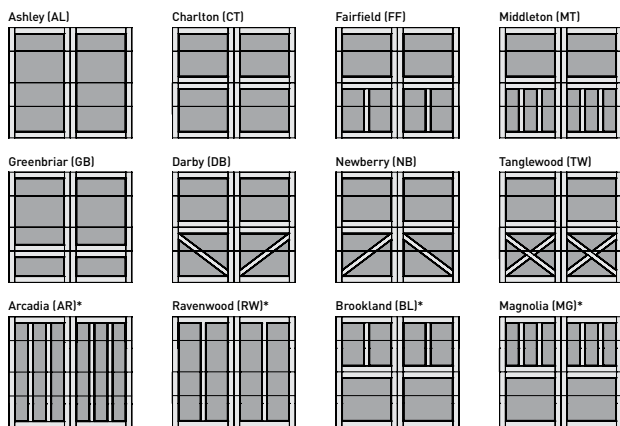 Ashley (AL)
Charlton (CT)
Fairfield (FF)
Middleton (MT)
Greenbriar (GB)
Darby (DB)
Newberry (NB)
Tanglewood (TW)
Arcadia (AR)*
Ravenwood (RW)*
Brookland (BL)*
Magnolia (MG)*